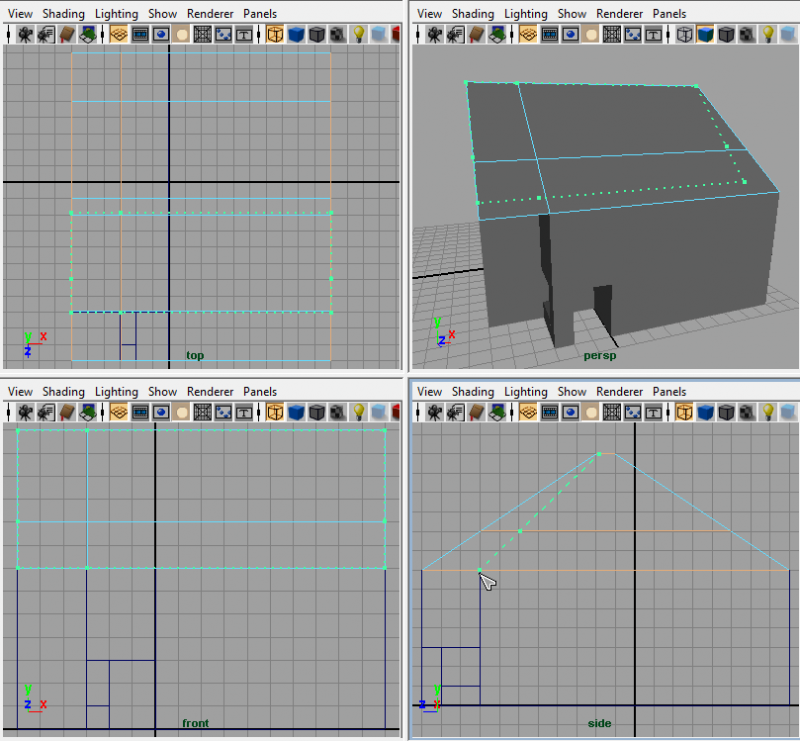 View Shading Lighting Show Renderer Panels
View Shading Lighting Show Renderer Panels
T
T
y x
z
top
y x
z
persp
View Shading Lighting Show Renderer Panels
View Shading Lighting Show Renderer Panels
T
T
y
z x
front
y
z x
side